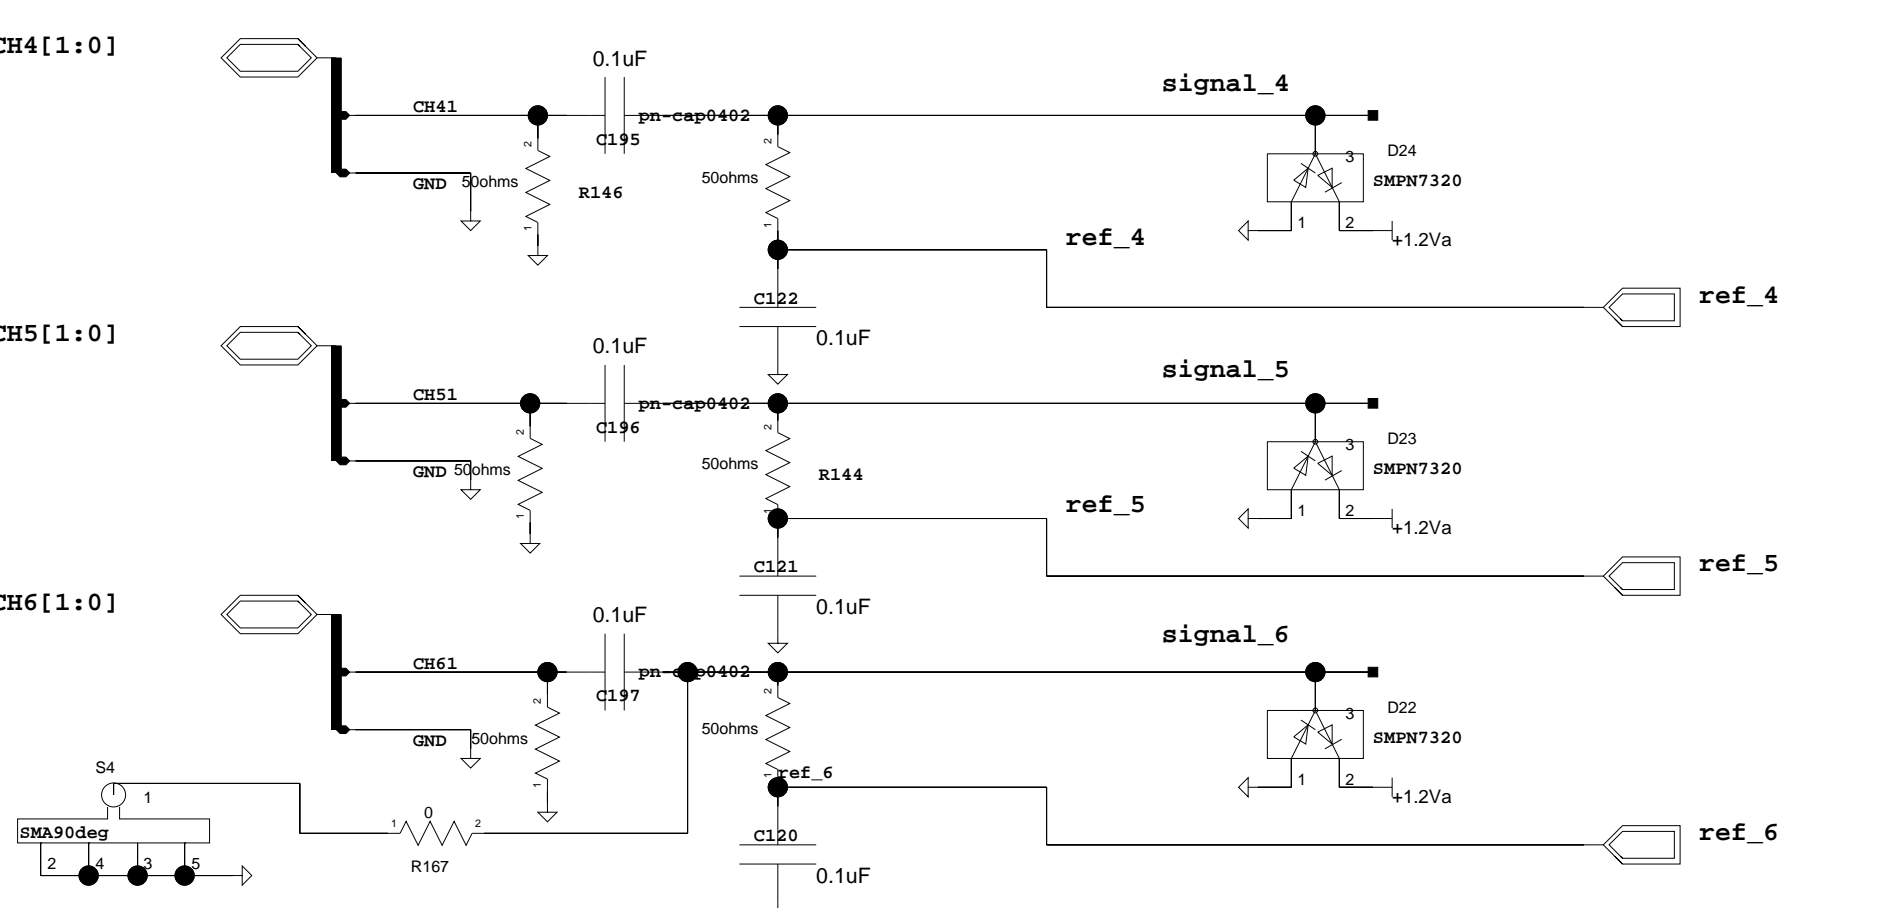 CH4[1:0]
0.1uF
signal_4
CH41
pn-cap0402
C195
2
2
3
D24
GND
50ohms
R146
50ohms
SMPN7320
1
1
1
2
+1.2Va
ref_4
C122
ref_4
0.1uF
CH5[1:0]
0.1uF
signal_5
CH51
pn-cap0402
C196
2
2
3
D23
GND
50ohms
50ohms
R144
SMPN7320
1
1
1
2
+1.2Va
ref_5
C121
ref_5
0.1uF
CH6[1:0]
0.1uF
signal_6
CH61
C197
2
2
3
D22
GND
50ohms
50ohms
SMPN7320
1
1
ref_6
1
2
+1.2Va
S4
1
SMA90deg
1
0
2
R167
2
4
3
5
C120
ref_6
0.1uF